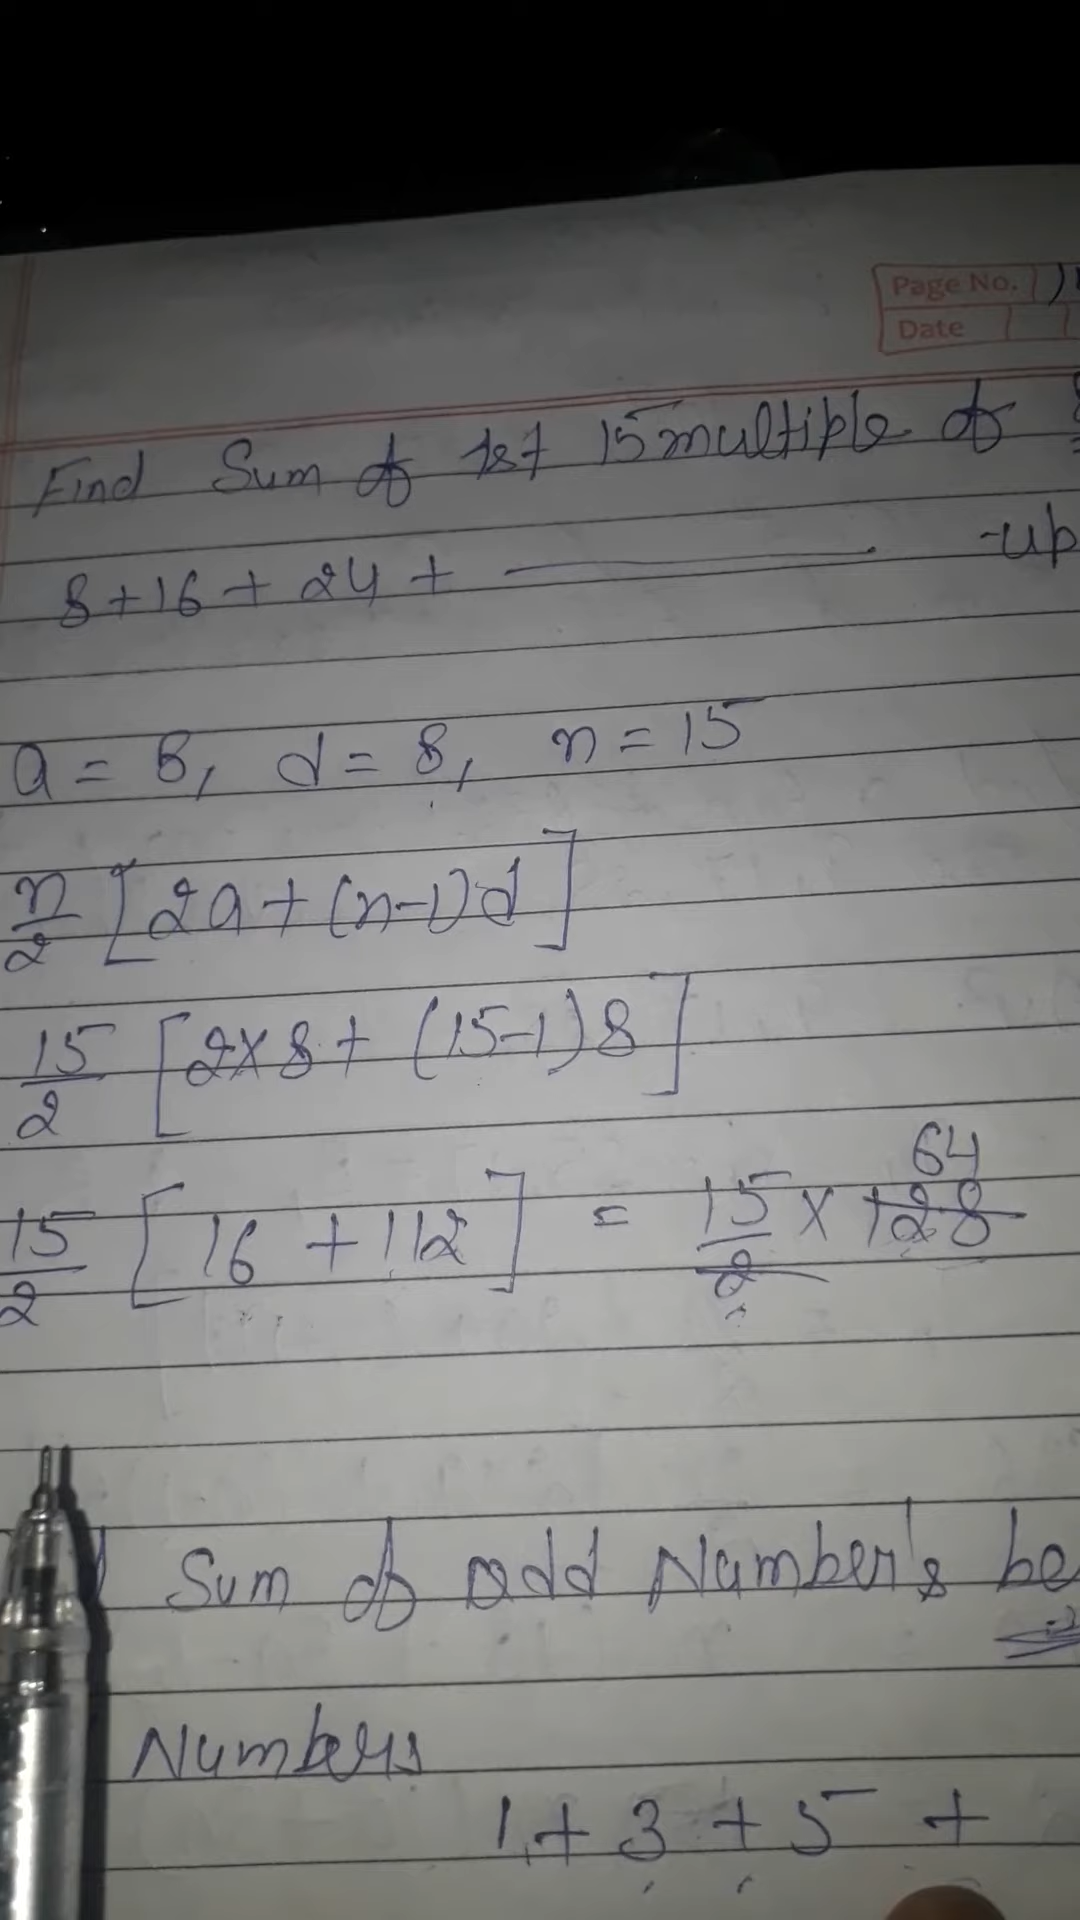 Page No.
Date
Find Sum of 1st 15 multiple of
8+16+24+ ———— -up
a = 8, d = 8, n = 15
n/2 [2a+(n-1)d]
15/2 [2×8+(15-1)8]
64
15/2 [16+112] = 15/2 × 128
Sum of odd Number's be
Numbers
1+3+5+